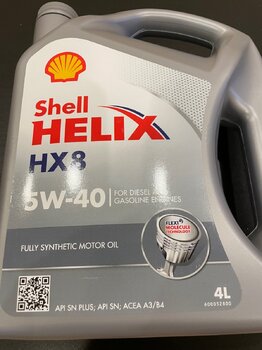 Shell
HELIX
HX8
5W-40
FOR DIESEL AND
GASOLINE ENGINES
FLEXI
MOLECULE
TECHNOLOGY
FULLY SYNTHETIC MOTOR OIL
4L
API SN PLUS; API SN; ACEA A3/B4